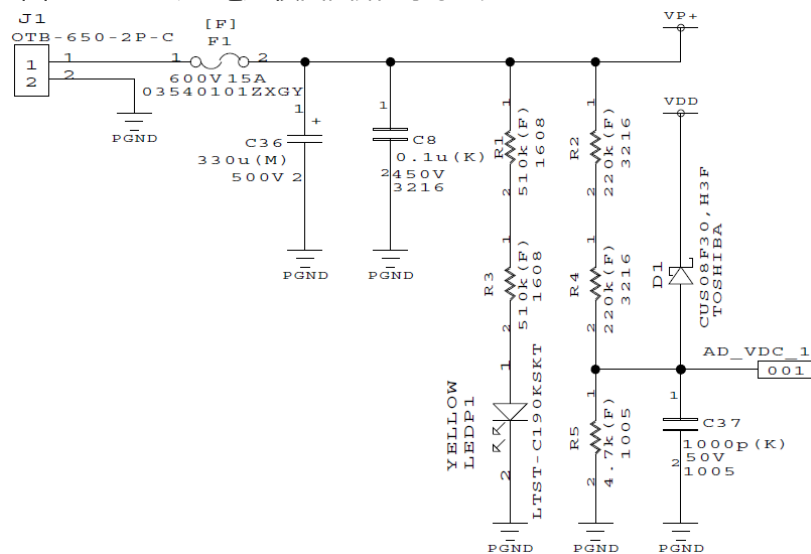 J1
OTB-650-2P-C
1
2
1
2
PGND
[F]
F1
1
2
600V15A
03540101ZXGY
VP+
1
+
C36
330u(M)
500V
2
PGND
1
C8
0.1u(K)
2
450V
3216
PGND
1
R1
510k(F)
1608
2
1
R3
510k(F)
1608
2
1
YELLOW
LEDP1
LTST-C190KSKT
2
PGND
1
R2
220k(F)
3216
2
1
R4
220k(F)
3216
2
1
R5
4.7k(F)
1005
2
PGND
VDD
D1
CUS08F30,H3F
TOSHIBA
AD_VDC_1
001
1
C37
1000p(K)
2
50V
1005
PGND